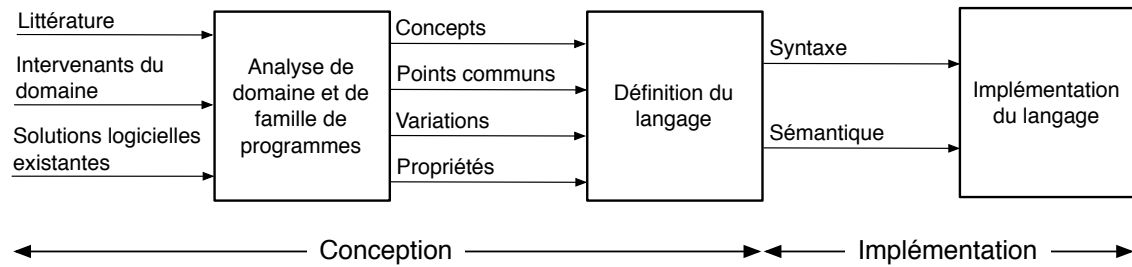 Littérature
Intervenants du
domaine
Solutions logicielles
existantes
Analyse de
domaine et de
famille de
programmes
Concepts
Points communs
Variations
Propriétés
Définition du
langage
Syntaxe
Sémantique
Implémentation
du langage
Conception
Implémentation